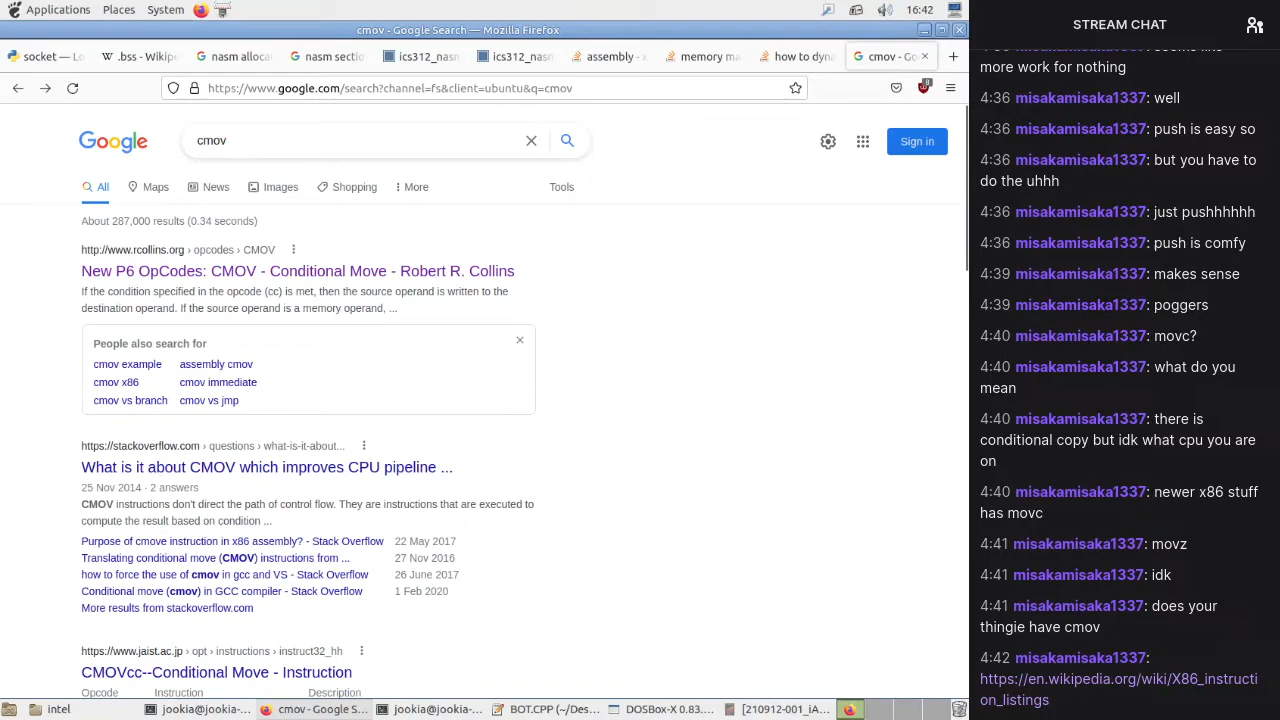 Applications Places System 16:42
cmov - Google Search — Mozilla Firefox
socket — Lo .bss - Wikipe nasm alloca nasm sectio ics312_nasm ics312_nasm assembly - x memory ma how to dyna cmov - Goo
https://www.google.com/search?channel=fs&client=ubuntu&q=cmov 8
Google cmov Sign in
All Maps News Images Shopping More Tools
About 287,000 results (0.34 seconds)
http://www.rcollins.org › opcodes › CMOV
New P6 OpCodes: CMOV - Conditional Move - Robert R. Collins
If the condition specified in the opcode (cc) is met, then the source operand is written to the
destination operand. If the source operand is a memory operand, ...
People also search for
cmov example assembly cmov
cmov x86 cmov immediate
cmov vs branch cmov vs jmp
https://stackoverflow.com › questions › what-is-it-about...
What is it about CMOV which improves CPU pipeline ...
25 Nov 2014 · 2 answers
CMOV instructions don't direct the path of control flow. They are instructions that are executed to
compute the result based on condition ...
Purpose of cmove instruction in x86 assembly? - Stack Overflow 22 May 2017
Translating conditional move (CMOV) instructions from ... 27 Nov 2016
how to force the use of cmov in gcc and VS - Stack Overflow 26 June 2017
Conditional move (cmov) in GCC compiler - Stack Overflow 1 Feb 2020
More results from stackoverflow.com
https://www.jaist.ac.jp › opt › instructions › instruct32_hh
CMOVcc--Conditional Move - Instruction
Opcode Instruction Description
intel jookia@jookia-... cmov - Google S... jookia@jookia-... BOT.CPP (~/Des... DOSBox-X 0.83.... [210912-001_iA...
STREAM CHAT
more work for nothing
4:36 misakamisaka1337: well
4:36 misakamisaka1337: push is easy so
4:36 misakamisaka1337: but you have to
do the uhhh
4:36 misakamisaka1337: just pushhhhhh
4:36 misakamisaka1337: push is comfy
4:39 misakamisaka1337: makes sense
4:39 misakamisaka1337: poggers
4:40 misakamisaka1337: movc?
4:40 misakamisaka1337: what do you
mean
4:40 misakamisaka1337: there is
conditional copy but idk what cpu you are
on
4:40 misakamisaka1337: newer x86 stuff
has movc
4:41 misakamisaka1337: movz
4:41 misakamisaka1337: idk
4:41 misakamisaka1337: does your
thingie have cmov
4:42 misakamisaka1337:
https://en.wikipedia.org/wiki/X86_instructi
on_listings